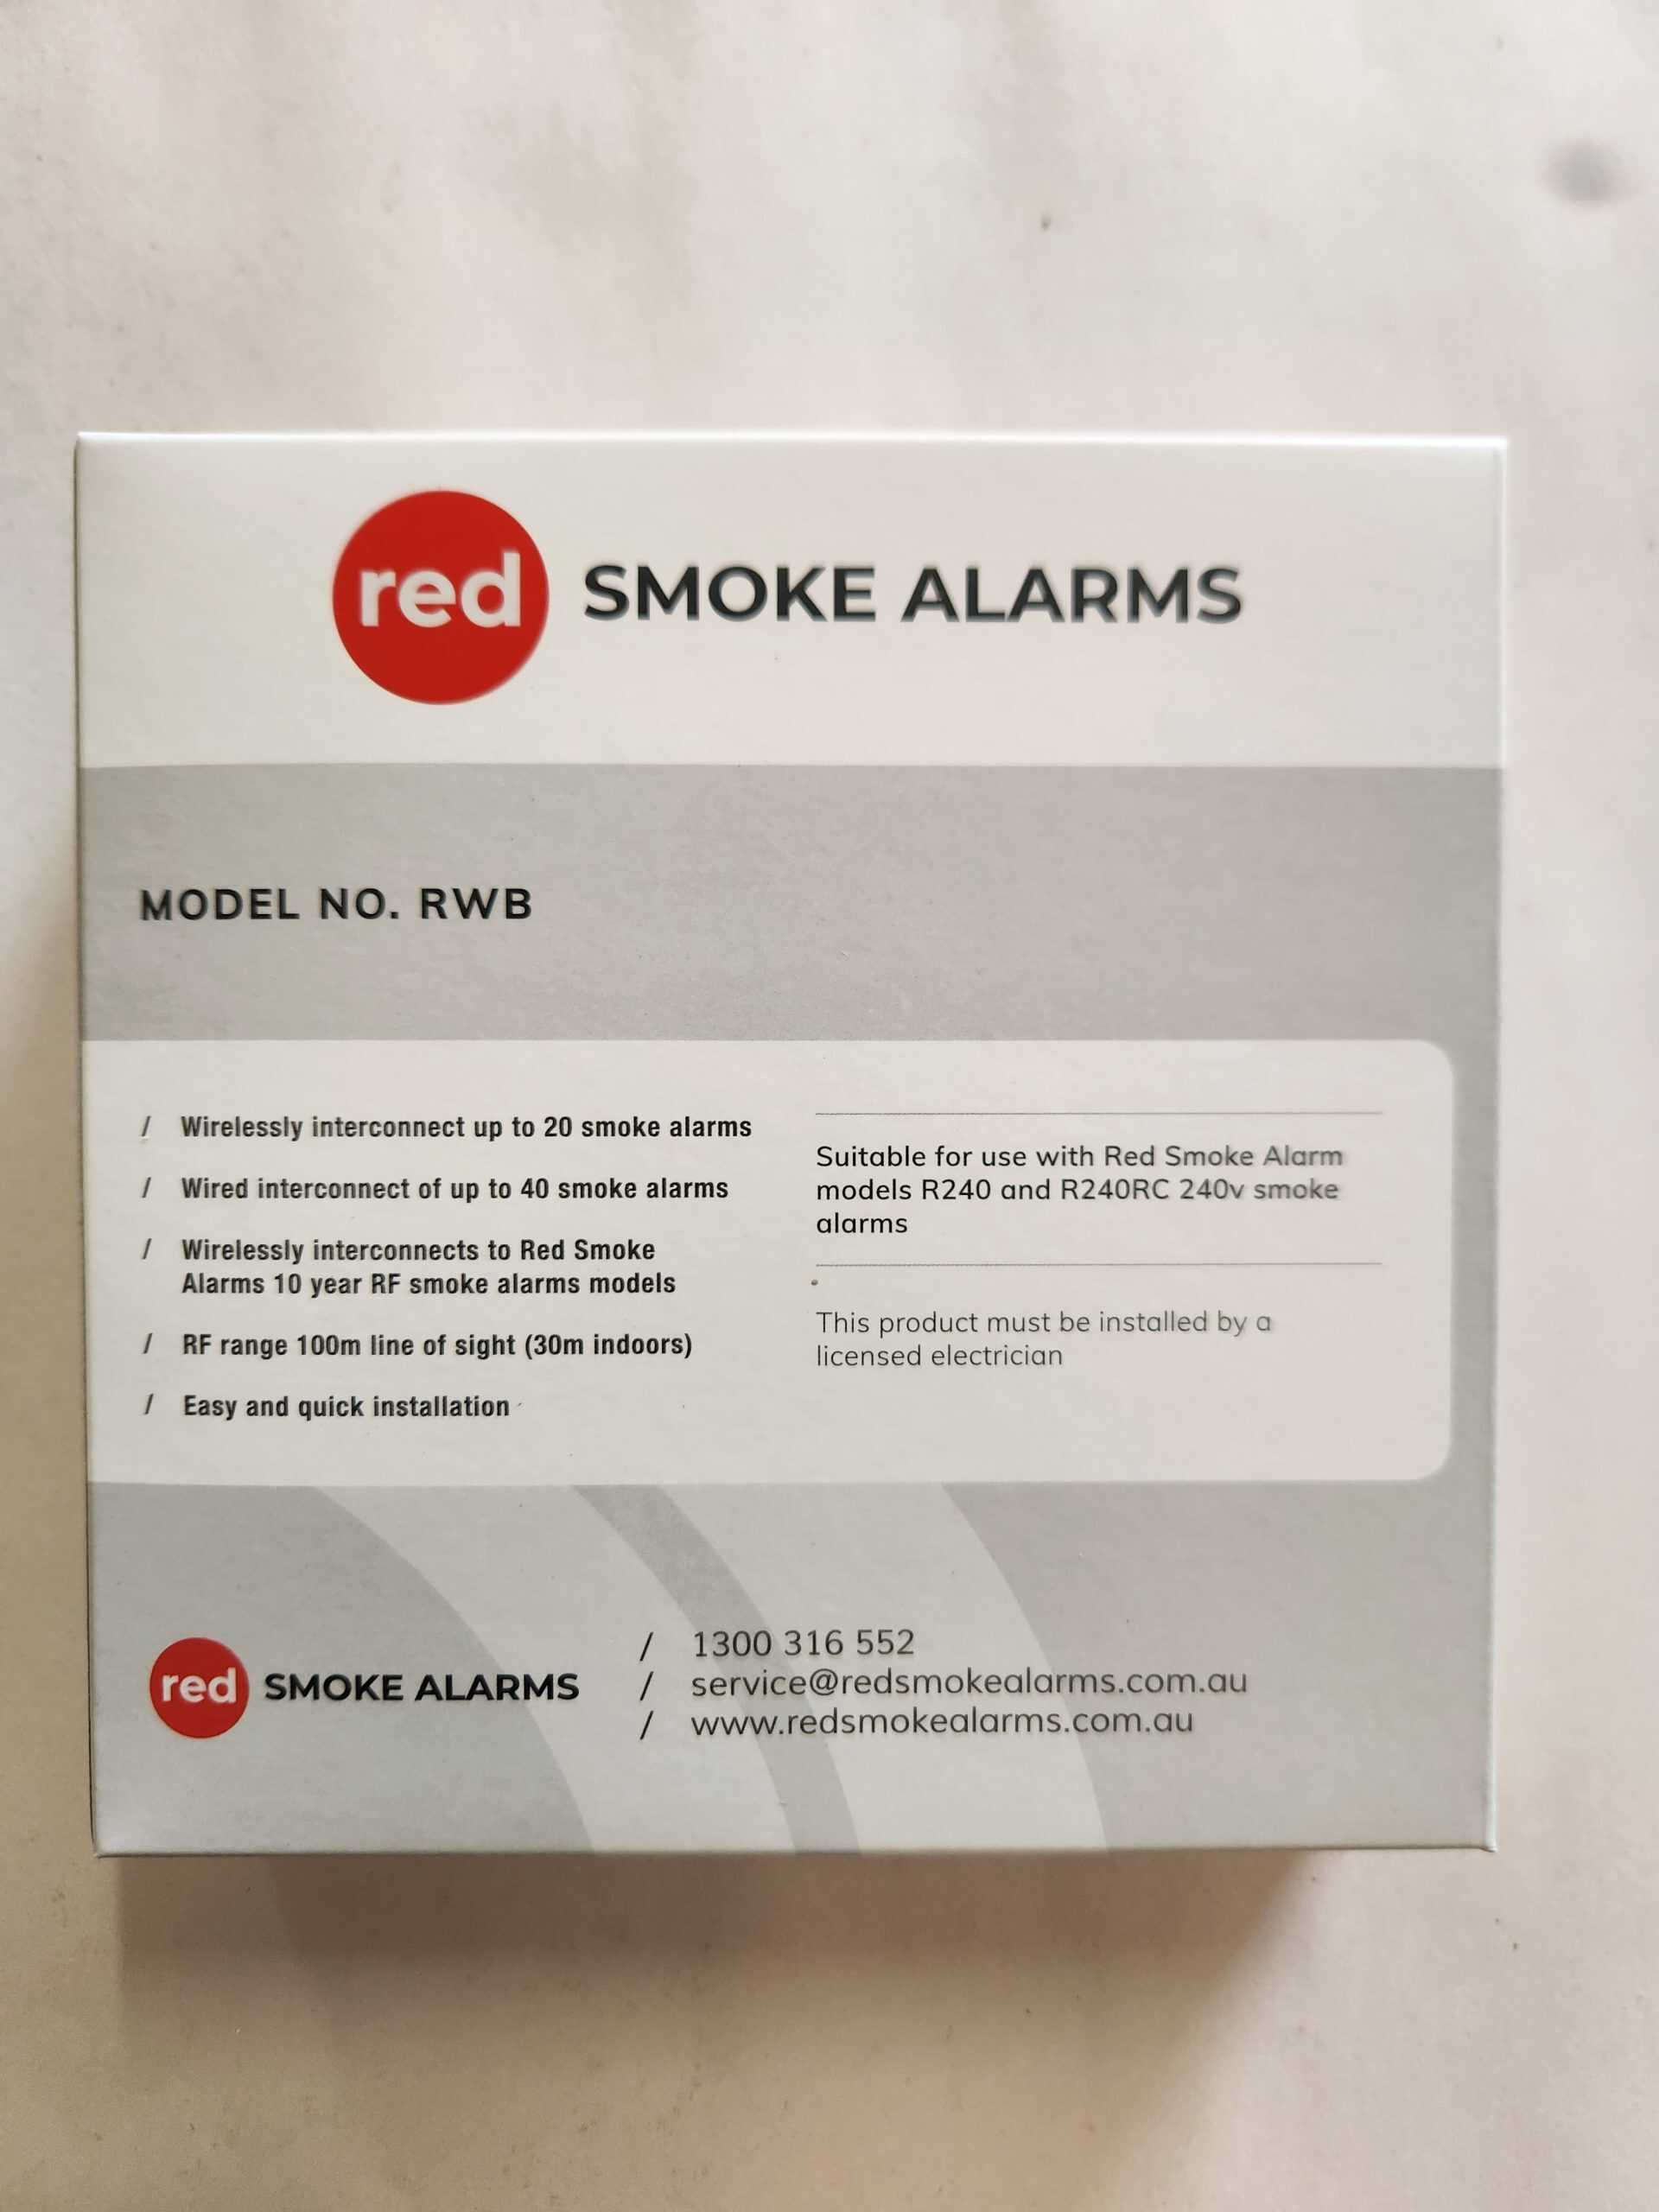 red SMOKE ALARMS
MODEL NO. RWB
/ Wirelessly interconnect up to 20 smoke alarms
/ Wired interconnect of up to 40 smoke alarms
/ Wirelessly interconnects to Red Smoke
Alarms 10 year RF smoke alarms models
/ RF range 100m line of sight (30m indoors)
/ Easy and quick installation
Suitable for use with Red Smoke Alarm
models R240 and R240RC 240v smoke
alarms
This product must be installed by a
licensed electrician
red SMOKE ALARMS
/ 1300 316 552
/ service@redsmokealarms.com.au
/ www.redsmokealarms.com.au